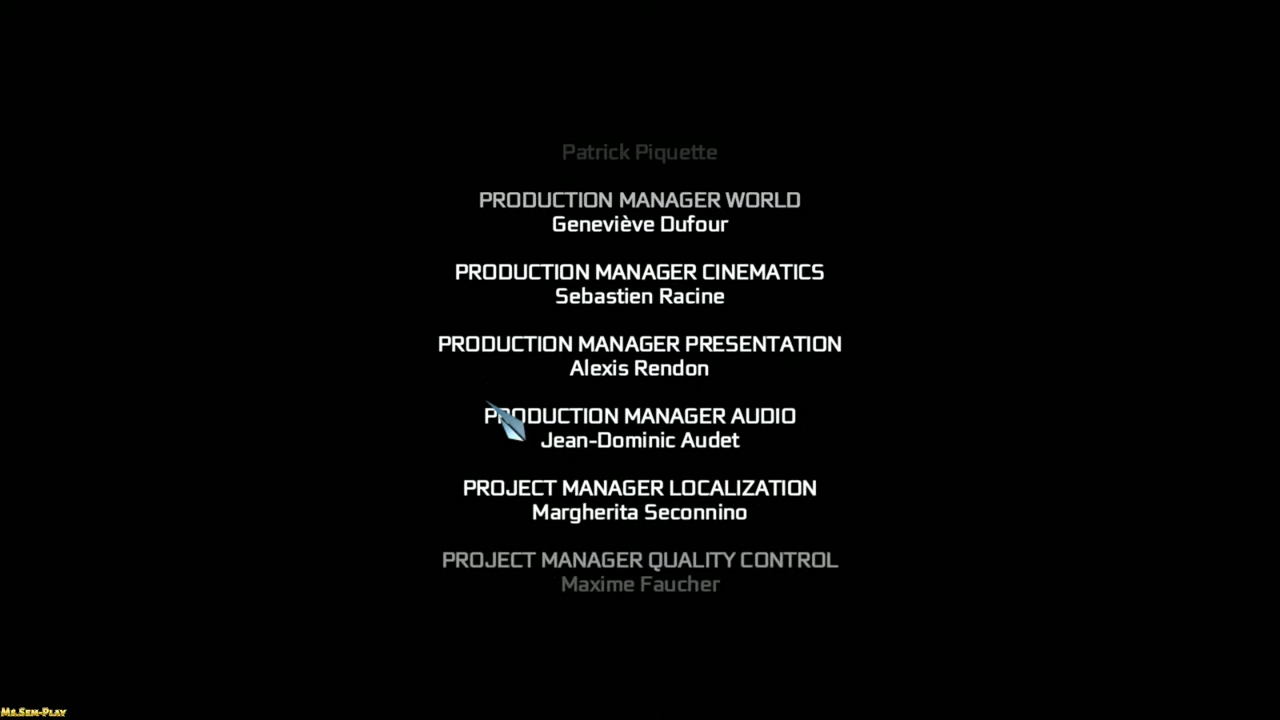 Patrick Piquette
PRODUCTION MANAGER WORLD
Geneviève Dufour
PRODUCTION MANAGER CINEMATICS
Sebastien Racine
PRODUCTION MANAGER PRESENTATION
Alexis Rendon
PRODUCTION MANAGER AUDIO
Jean-Dominic Audet
PROJECT MANAGER LOCALIZATION
Margherita Seconnino
PROJECT MANAGER QUALITY CONTROL
Maxime Faucher
Ms.Sem-Play